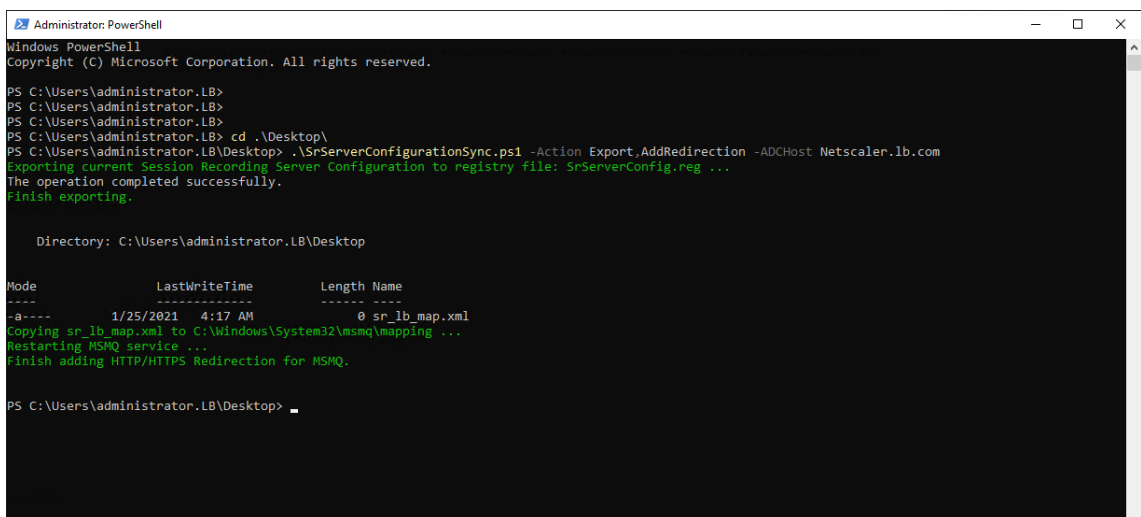 Administrator: PowerShell
Windows PowerShell
Copyright (C) Microsoft Corporation. All rights reserved.
PS C:\Users\administrator.LB>
PS C:\Users\administrator.LB>
PS C:\Users\administrator.LB>
PS C:\Users\administrator.LB> cd .\Desktop\
PS C:\Users\administrator.LB\Desktop> .\SrServerConfigurationSync.ps1 -Action Export,AddRedirection -ADCHost Netscaler.lb.com
Exporting current Session Recording Server Configuration to registry file: SrServerConfig.reg ...
The operation completed successfully.
Finish exporting.
Directory: C:\Users\administrator.LB\Desktop
Mode LastWriteTime Length Name
---- ------------- ------ ----
-a---- 1/25/2021 4:17 AM 0 sr_lb_map.xml
Copying sr_lb_map.xml to C:\Windows\System32\msmq\mapping ...
Restarting MSMQ service ...
Finish adding HTTP/HTTPS Redirection for MSMQ.
PS C:\Users\administrator.LB\Desktop>